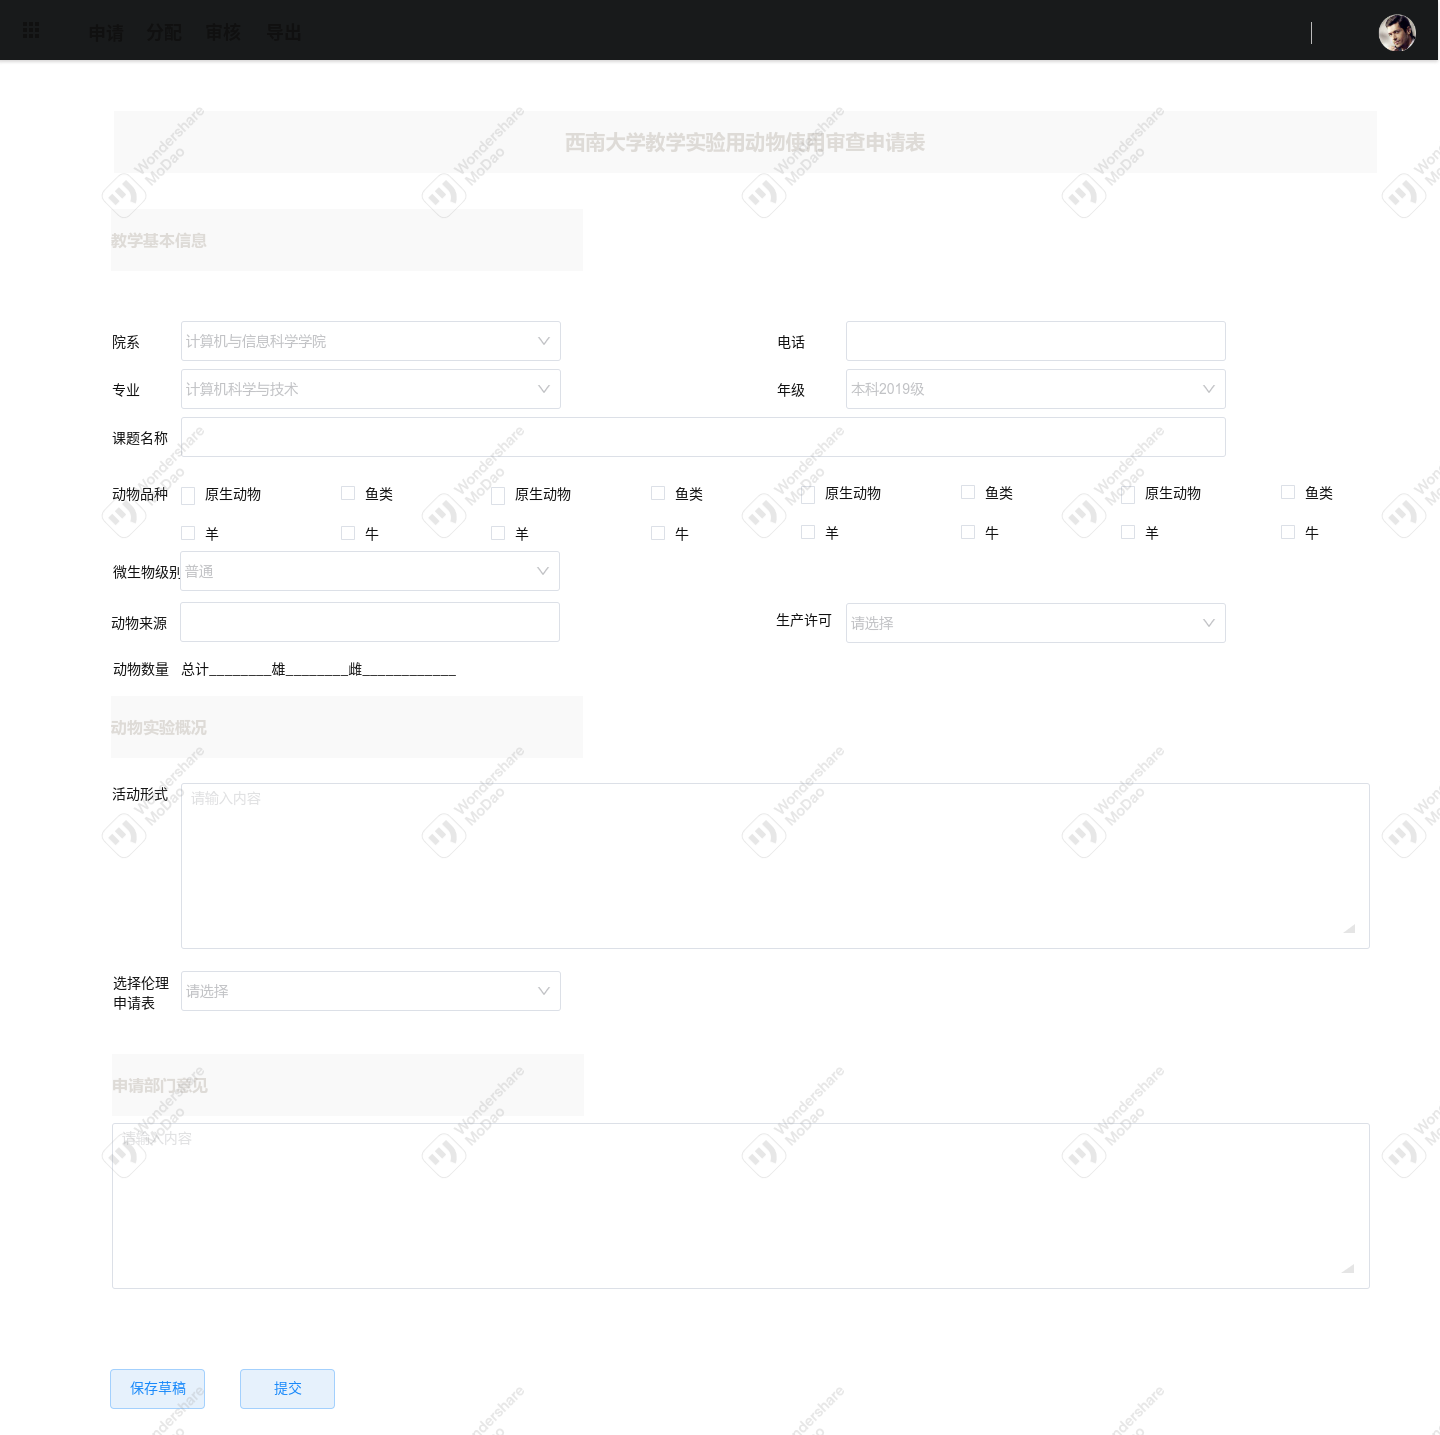 申请 分配 审核 导出
西南大学教学实验用动物使用审查申请表
教学基本信息
院系 计算机与信息科学学院 电话
专业 计算机科学与技术 年级 本科2019级
课题名称
动物品种 原生动物 鱼类 原生动物 鱼类 原生动物 鱼类 原生动物 鱼类
羊 牛 羊 牛 羊 牛 羊 牛
微生物级别 普通
动物来源 生产许可 请选择
动物数量 总计________雄________雌____________
动物实验概况
活动形式 请输入内容
选择伦理
申请表 请选择
申请部门意见
请输入内容
保存草稿 提交
Wondershare
MoDao